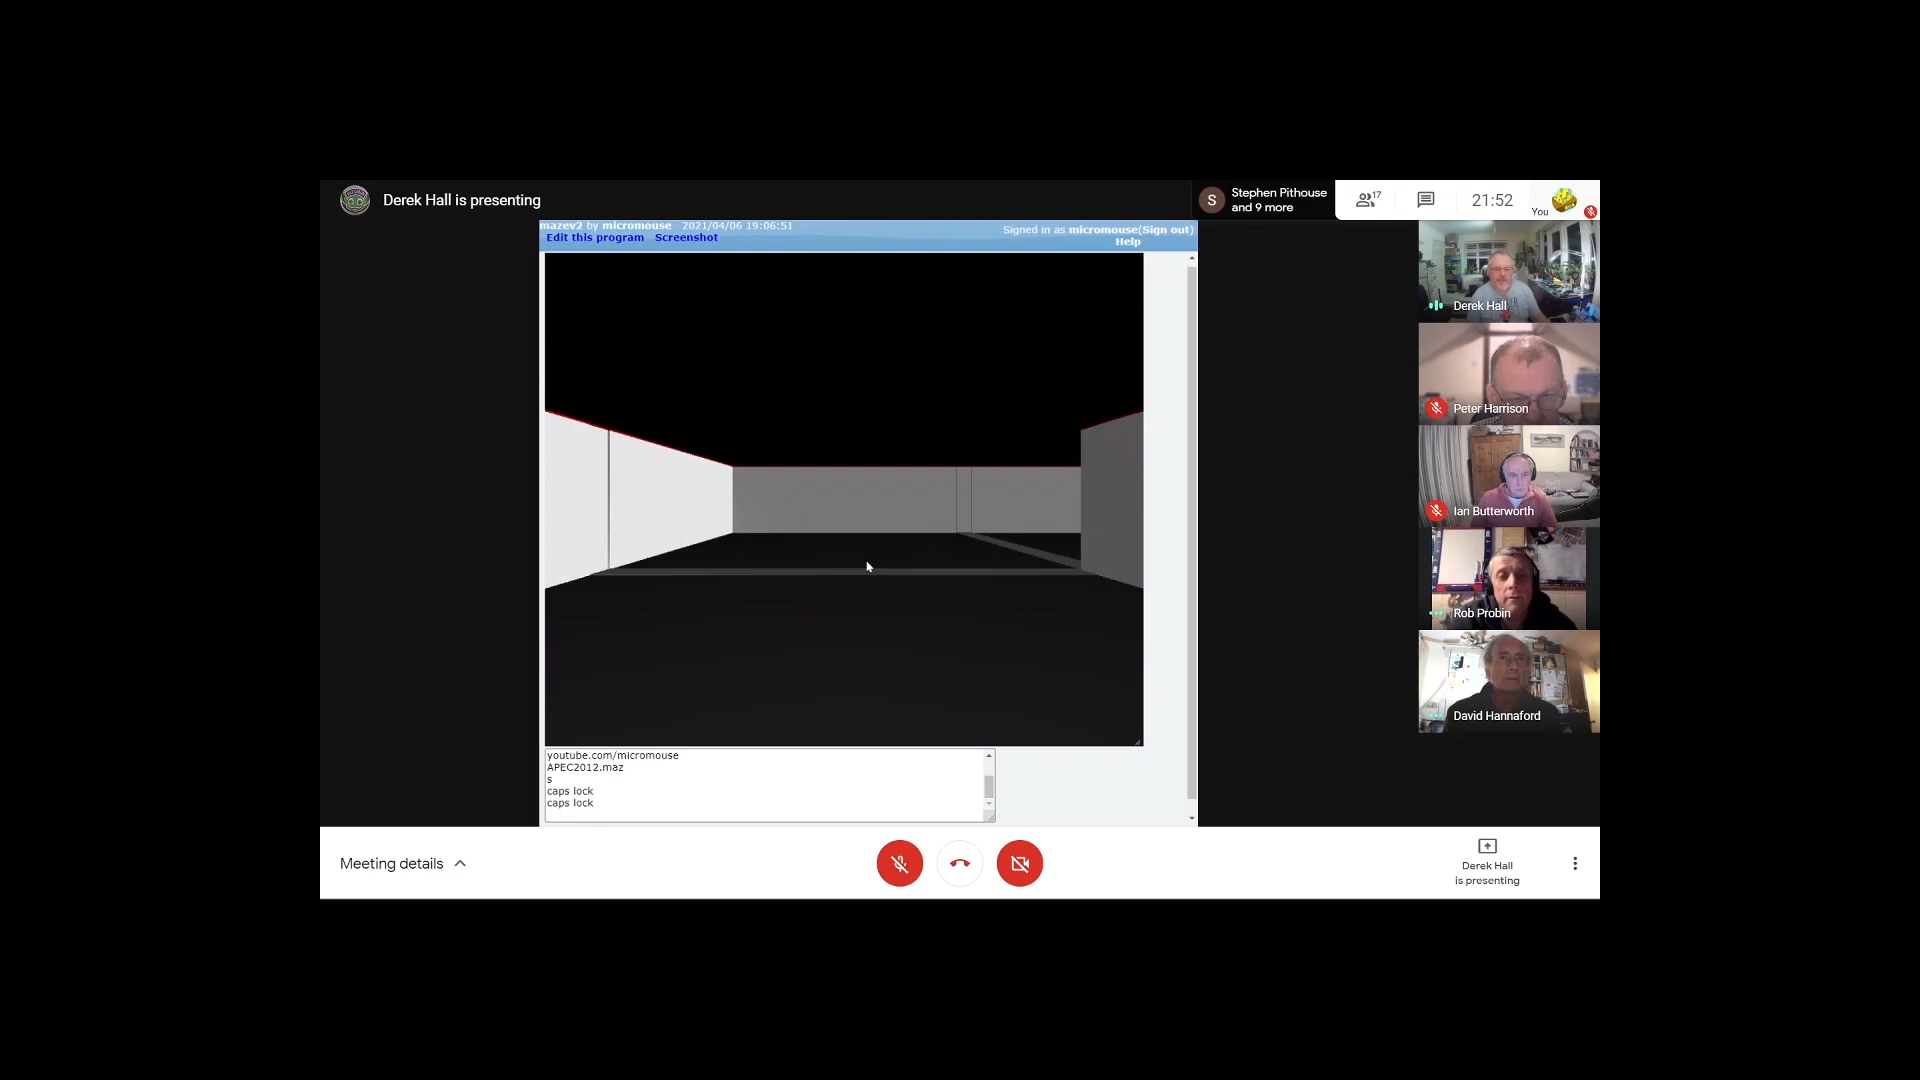 Derek Hall is presenting
S
Stephen Pithouse
and 9 more
17
21:52
You
mazev2 by micromouse 2021/04/06 19:06:51
Edit this program Screenshot
Signed in as micromouse(Sign out)
Help
Derek Hall
Peter Harrison
Ian Butterworth
Rob Probin
David Hannaford
youtube.com/micromouse
APEC2012.maz
s
caps lock
caps lock
Meeting details
Derek Hall
is presenting